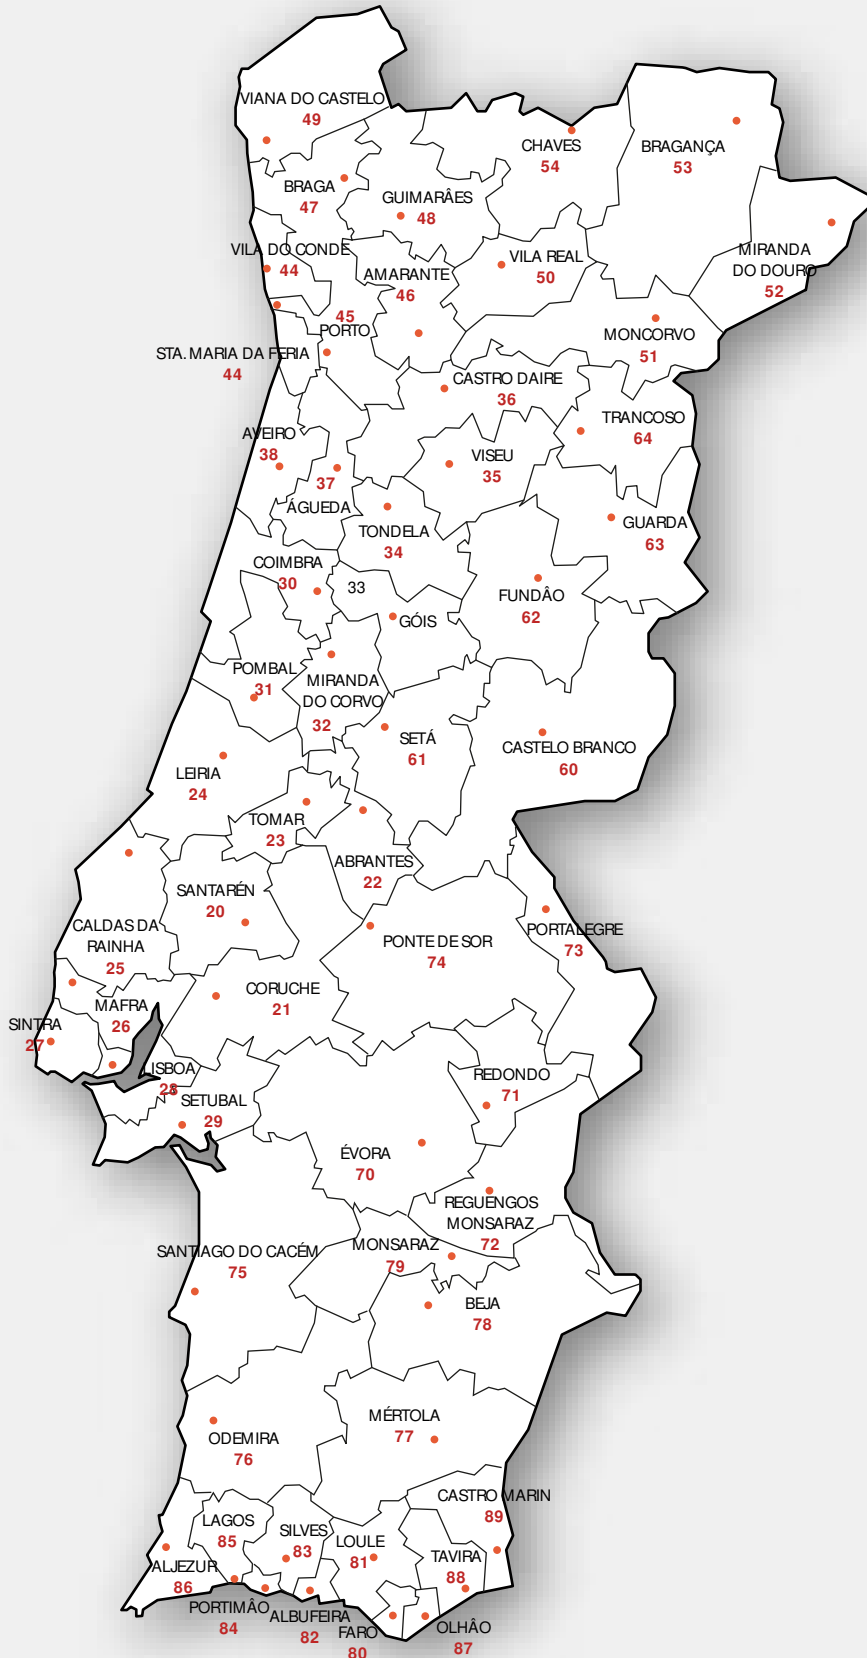 VIANA DO CASTELO
49
CHAVES
54
BRAGANÇA
53
BRAGA
47
GUIMARÂES
48
VILA DO CONDE
44
AMARANTE
46
VILA REAL
50
MIRANDA
DO DOURO
52
45
PORTO
MONCORVO
51
STA. MARIA DA FERIA
44
CASTRO DAIRE
36
TRANCOSO
64
AVEIRO
38
VISEU
35
37
ÁGUEDA
TONDELA
34
GUARDA
63
COIMBRA
30
33
GÓIS
FUNDÂO
62
POMBAL
31
MIRANDA
DO CORVO
32
SETÁ
61
CASTELO BRANCO
60
LEIRIA
24
TOMAR
23
ABRANTES
22
SANTARÉN
20
CALDAS DA
RAINHA
25
PONTE DE SOR
74
PORTALEGRE
73
MAFRA
26
CORUCHE
21
SINTRA
27
LISBOA
28
SETUBAL
29
REDONDO
71
ÉVORA
70
REGUENGOS
MONSARAZ
72
SANTIAGO DO CACÉM
75
MONSARAZ
79
BEJA
78
MÉRTOLA
77
ODEMIRA
76
CASTRO MARIN
89
LAGOS
85
SILVES
83
LOULE
81
TAVIRA
88
ALJEZUR
86
PORTIMÂO
84
ALBUFEIRA
82
FARO
80
OLHÂO
87